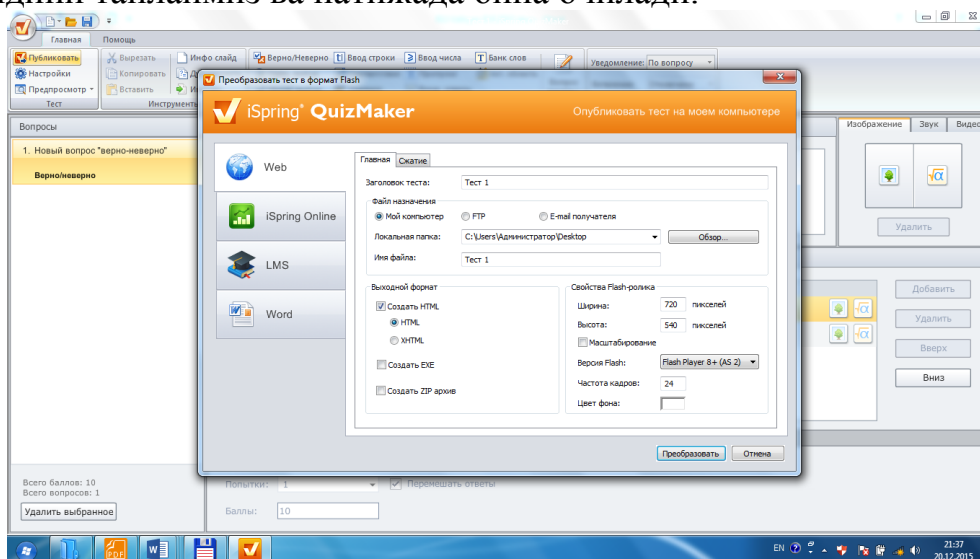 Главная Помощь
Публиковать
Настройки
Предпросмотр
Тест
Вырезать
Копировать
Вставить
Инфо слайд
Верно/Неверно
Ввод строки
Ввод числа
Банк слов
Уведомление: По вопросу
Преобразовать тест в формат Flash
iSpring QuizMaker
Опубликовать тест на моем компьютере
Вопросы
1. Новый вопрос "верно-неверно"
Верно/неверно
Web
iSpring Online
LMS
Word
Главная Сжатие
Заголовок теста: Тест 1
Файл назначения
Мой компьютер FTP E-mail получателя
Локальная папка: C:\Users\Администратор\Desktop Обзор...
Имя файла: Тест 1
Выходной формат
Создать HTML
HTML
XHTML
Создать EXE
Создать ZIP архив
Свойства Flash-ролика
Ширина: 720 пикселей
Высота: 540 пикселей
Масштабирование
Версия Flash: Flash Player 8+ (AS 2)
Частота кадров: 24
Цвет фона:
Преобразовать Отмена
Изображение Звук Видео
Удалить
Добавить
Удалить
Вверх
Вниз
Всего баллов: 10
Всего вопросов: 1
Удалить выбранное
Попытки: 1 Перемешать ответы
Баллы: 10
EN 21:37
20.12.2015